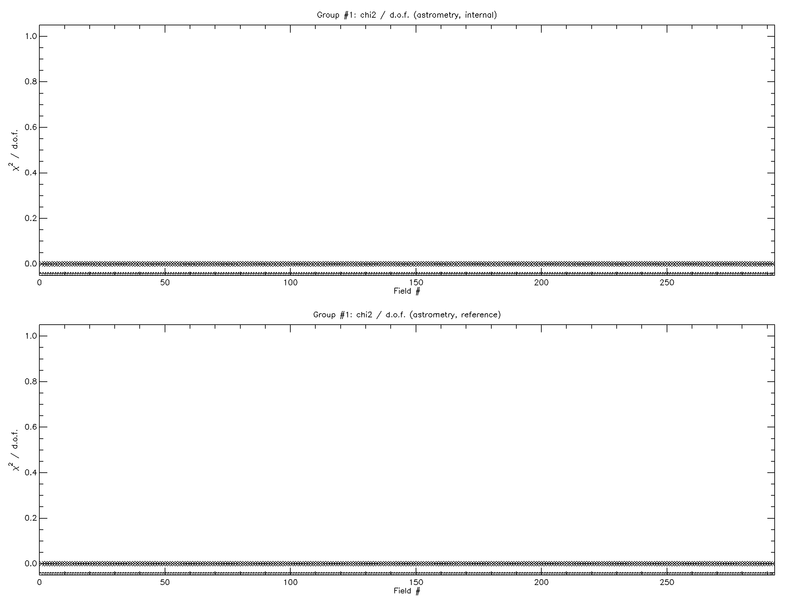 Group #1: chi2 / d.o.f. (astrometry, internal)
1.0
0.8
0.6
0.4
0.2
0.0
χ² / d.o.f.
0 50 100 150 200 250
Field #
Group #1: chi2 / d.o.f. (astrometry, reference)
1.0
0.8
0.6
0.4
0.2
0.0
χ² / d.o.f.
0 50 100 150 200 250
Field #